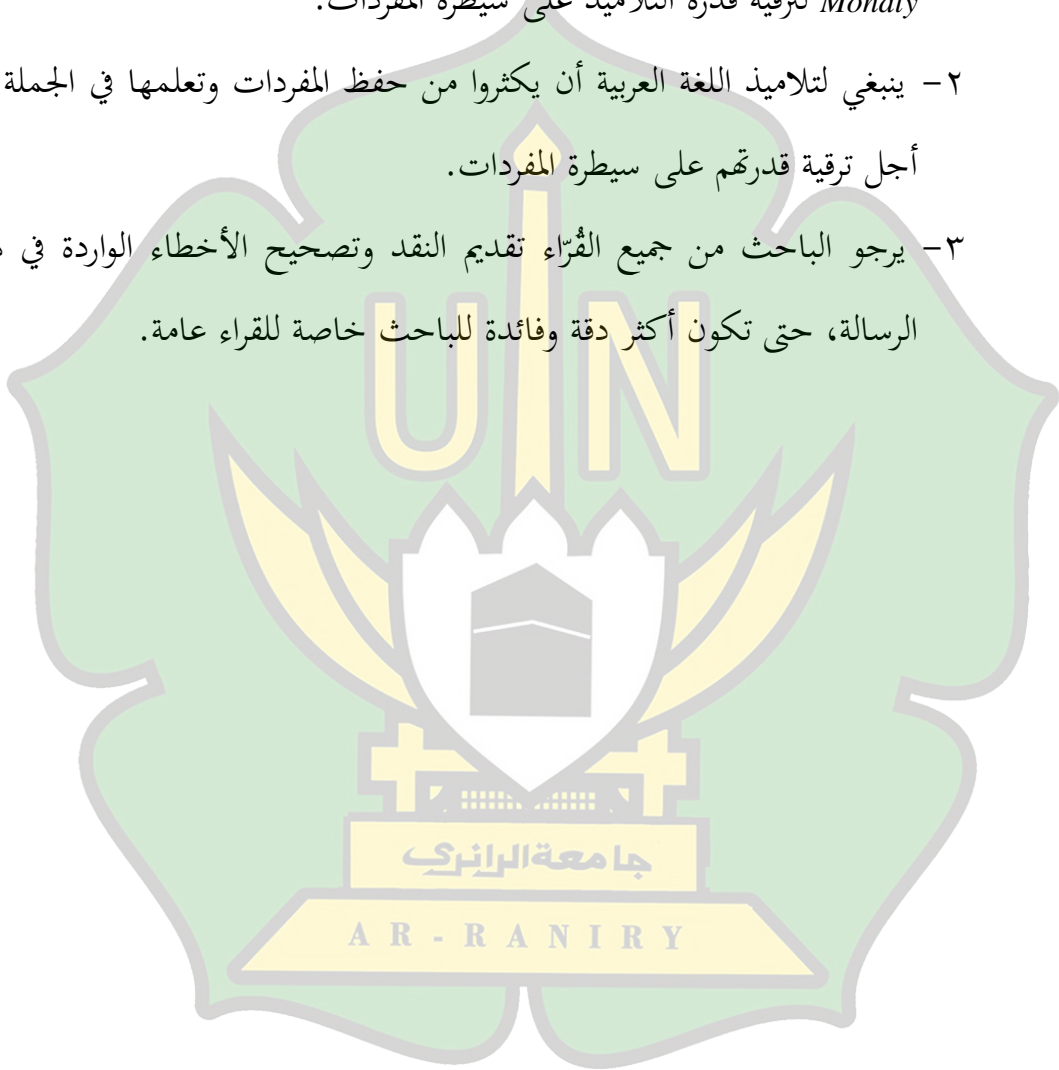 Mondly لترقية قدرة التلاميذ على سيطرة المفردات.
٢- ينبغي لتلاميذ اللغة العربية أن يكثروا من حفظ المفردات وتعلمها في الجملة
أجل ترقية قدرتهم على سيطرة المفردات.
٣- يرجو الباحث من جميع القُرّاء تقديم النقد وتصحيح الأخطاء الواردة في
الرسالة، حتى تكون أكثر دقة وفائدة للباحث خاصة للقراء عامة.
UIN
جامعة الرانري
AR-RANIRY